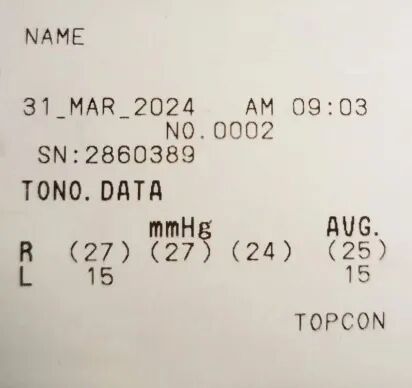 NAME
31_MAR_2024 AM 09:03
NO.0002
SN:2860389
TONO. DATA
mmHg AVG.
R (27) (27) (24) (25)
L 15 15
TOPCON